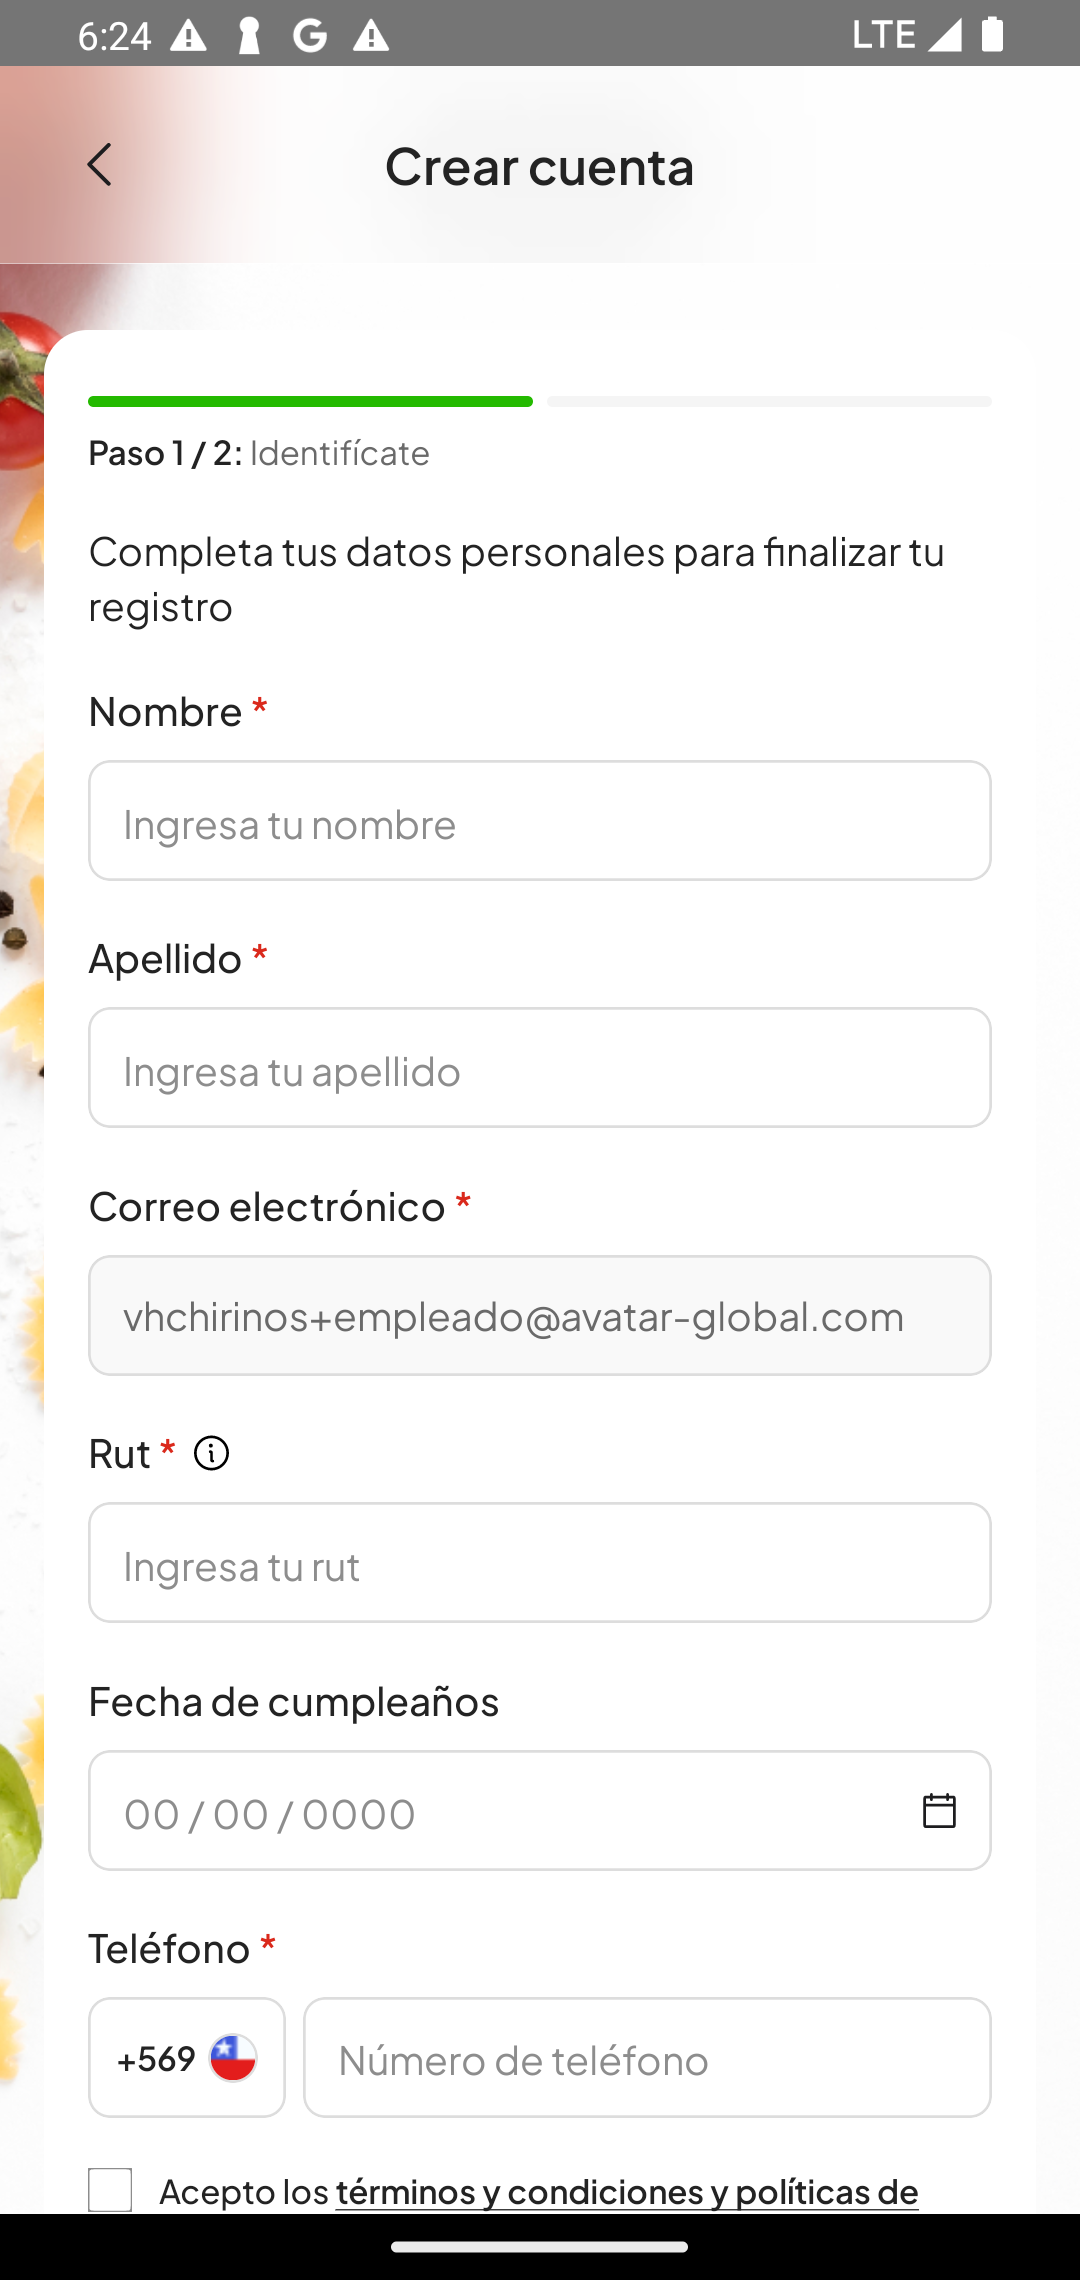 6:24
LTE
Crear cuenta
Paso 1 / 2: Identifícate
Completa tus datos personales para finalizar tu
registro
Nombre *
Ingresa tu nombre
Apellido *
Ingresa tu apellido
Correo electrónico *
vhchirinos+empleado@avatar-global.com
Rut *
Ingresa tu rut
Fecha de cumpleaños
00 / 00 / 0000
Teléfono *
+569
Número de teléfono
Acepto los términos y condiciones y políticas de